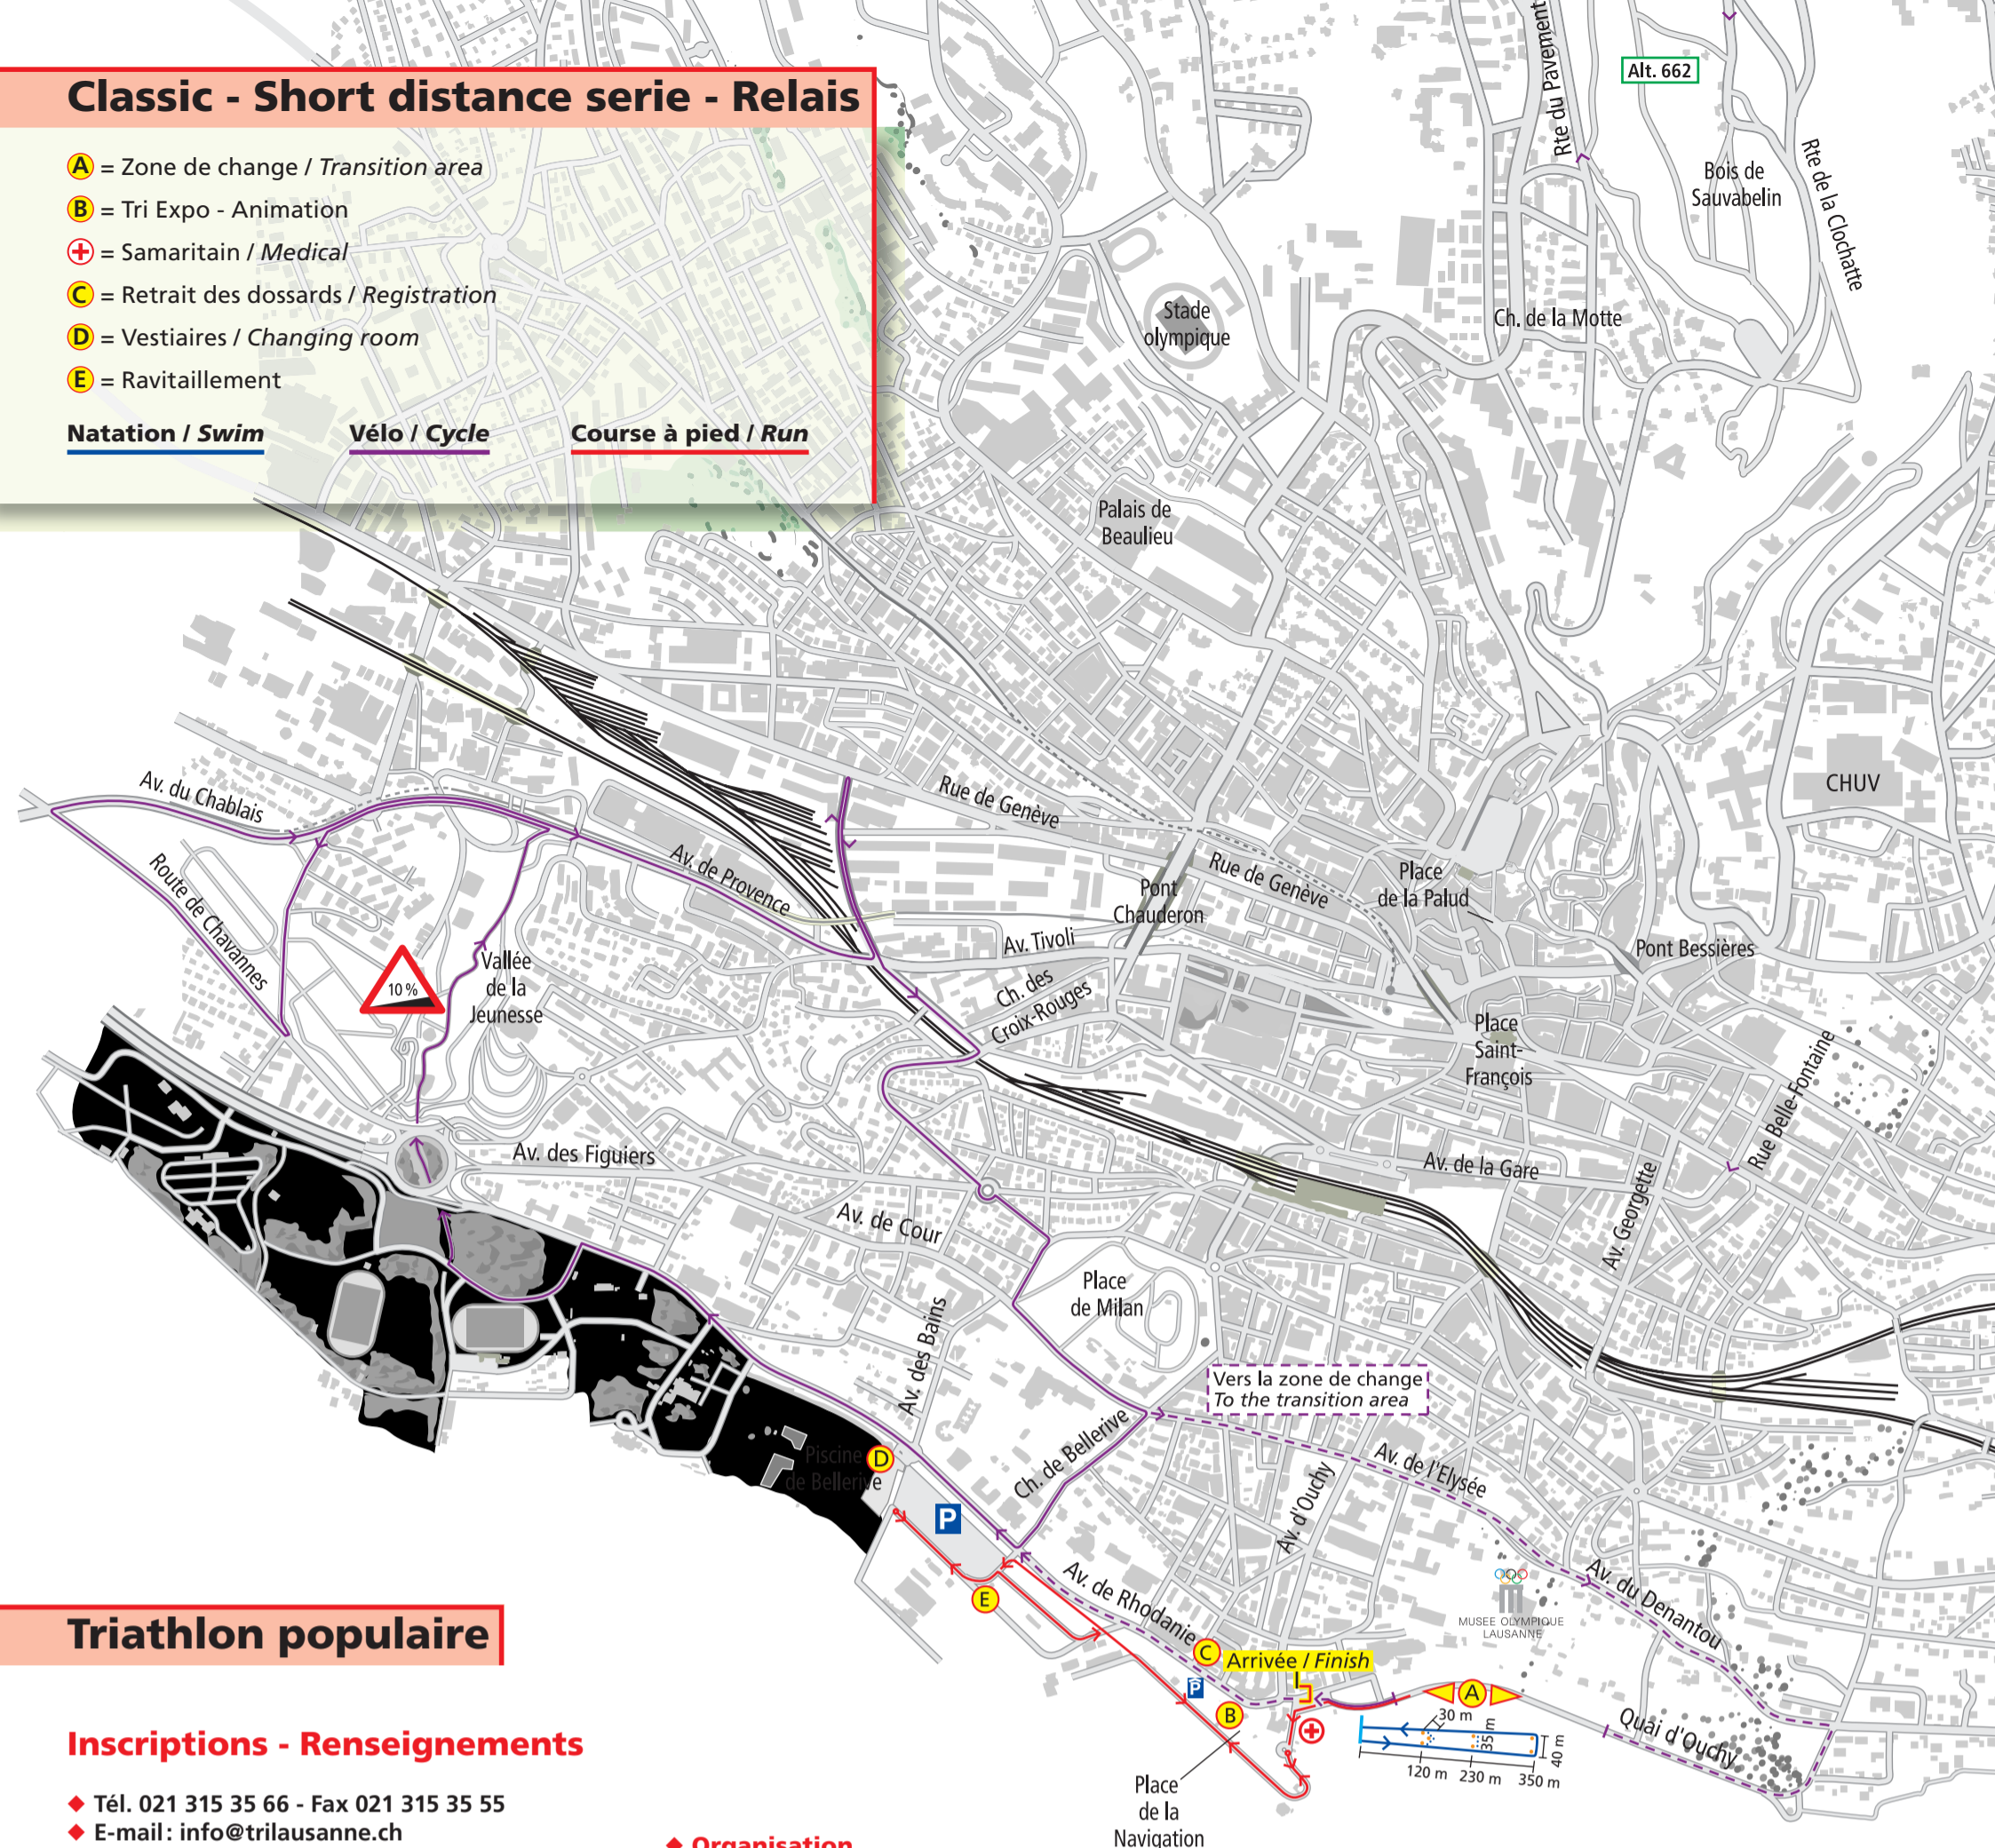 Classic - Short distance serie - Relais
A = Zone de change / Transition area
B = Tri Expo - Animation
+ = Samaritain / Medical
C = Retrait des dossards / Registration
D = Vestiaires / Changing room
E = Ravitaillement
Natation / Swim
Vélo / Cycle
Course à pied / Run
Rte du Pavement
Alt. 662
Bois de
Sauvabelin
Rte de la Clochatte
Stade
olympique
Ch. de la Motte
Palais de
Beaulieu
CHUV
Av. du Chablais
Rue de Genève
Route de Chavannes
Av. de Provence
Rue de Genève
Place
de la Palud
Pont
Chauderon
Av. Tivoli
Pont Bessières
10 %
Vallée
de la
Jeunesse
Ch. des
Croix-Rouges
Place
Saint-
François
Rue Belle-Fontaine
Av. des Figuiers
Av. de la Gare
Av. Georgette
Av. de Cour
Place
de Milan
Av. des Bains
Vers la zone de change
To the transition area
Ch. de Bellerive
Av. de l'Elysée
Piscine
de Bellerive
D
P
Av. d'Ouchy
E
Av. de Rhodanie
MUSEE OLYMPIQUE
LAUSANNE
Av. du Denantou
C
Arrivée / Finish
P
B
A
+
Quai d'Ouchy
30 m
35 m
40 m
120 m
230 m
350 m
Place
de la
Navigation
Triathlon populaire
Inscriptions - Renseignements
◆ Tél. 021 315 35 66 - Fax 021 315 35 55
◆ E-mail: info@trilausanne.ch
◆ Organisation